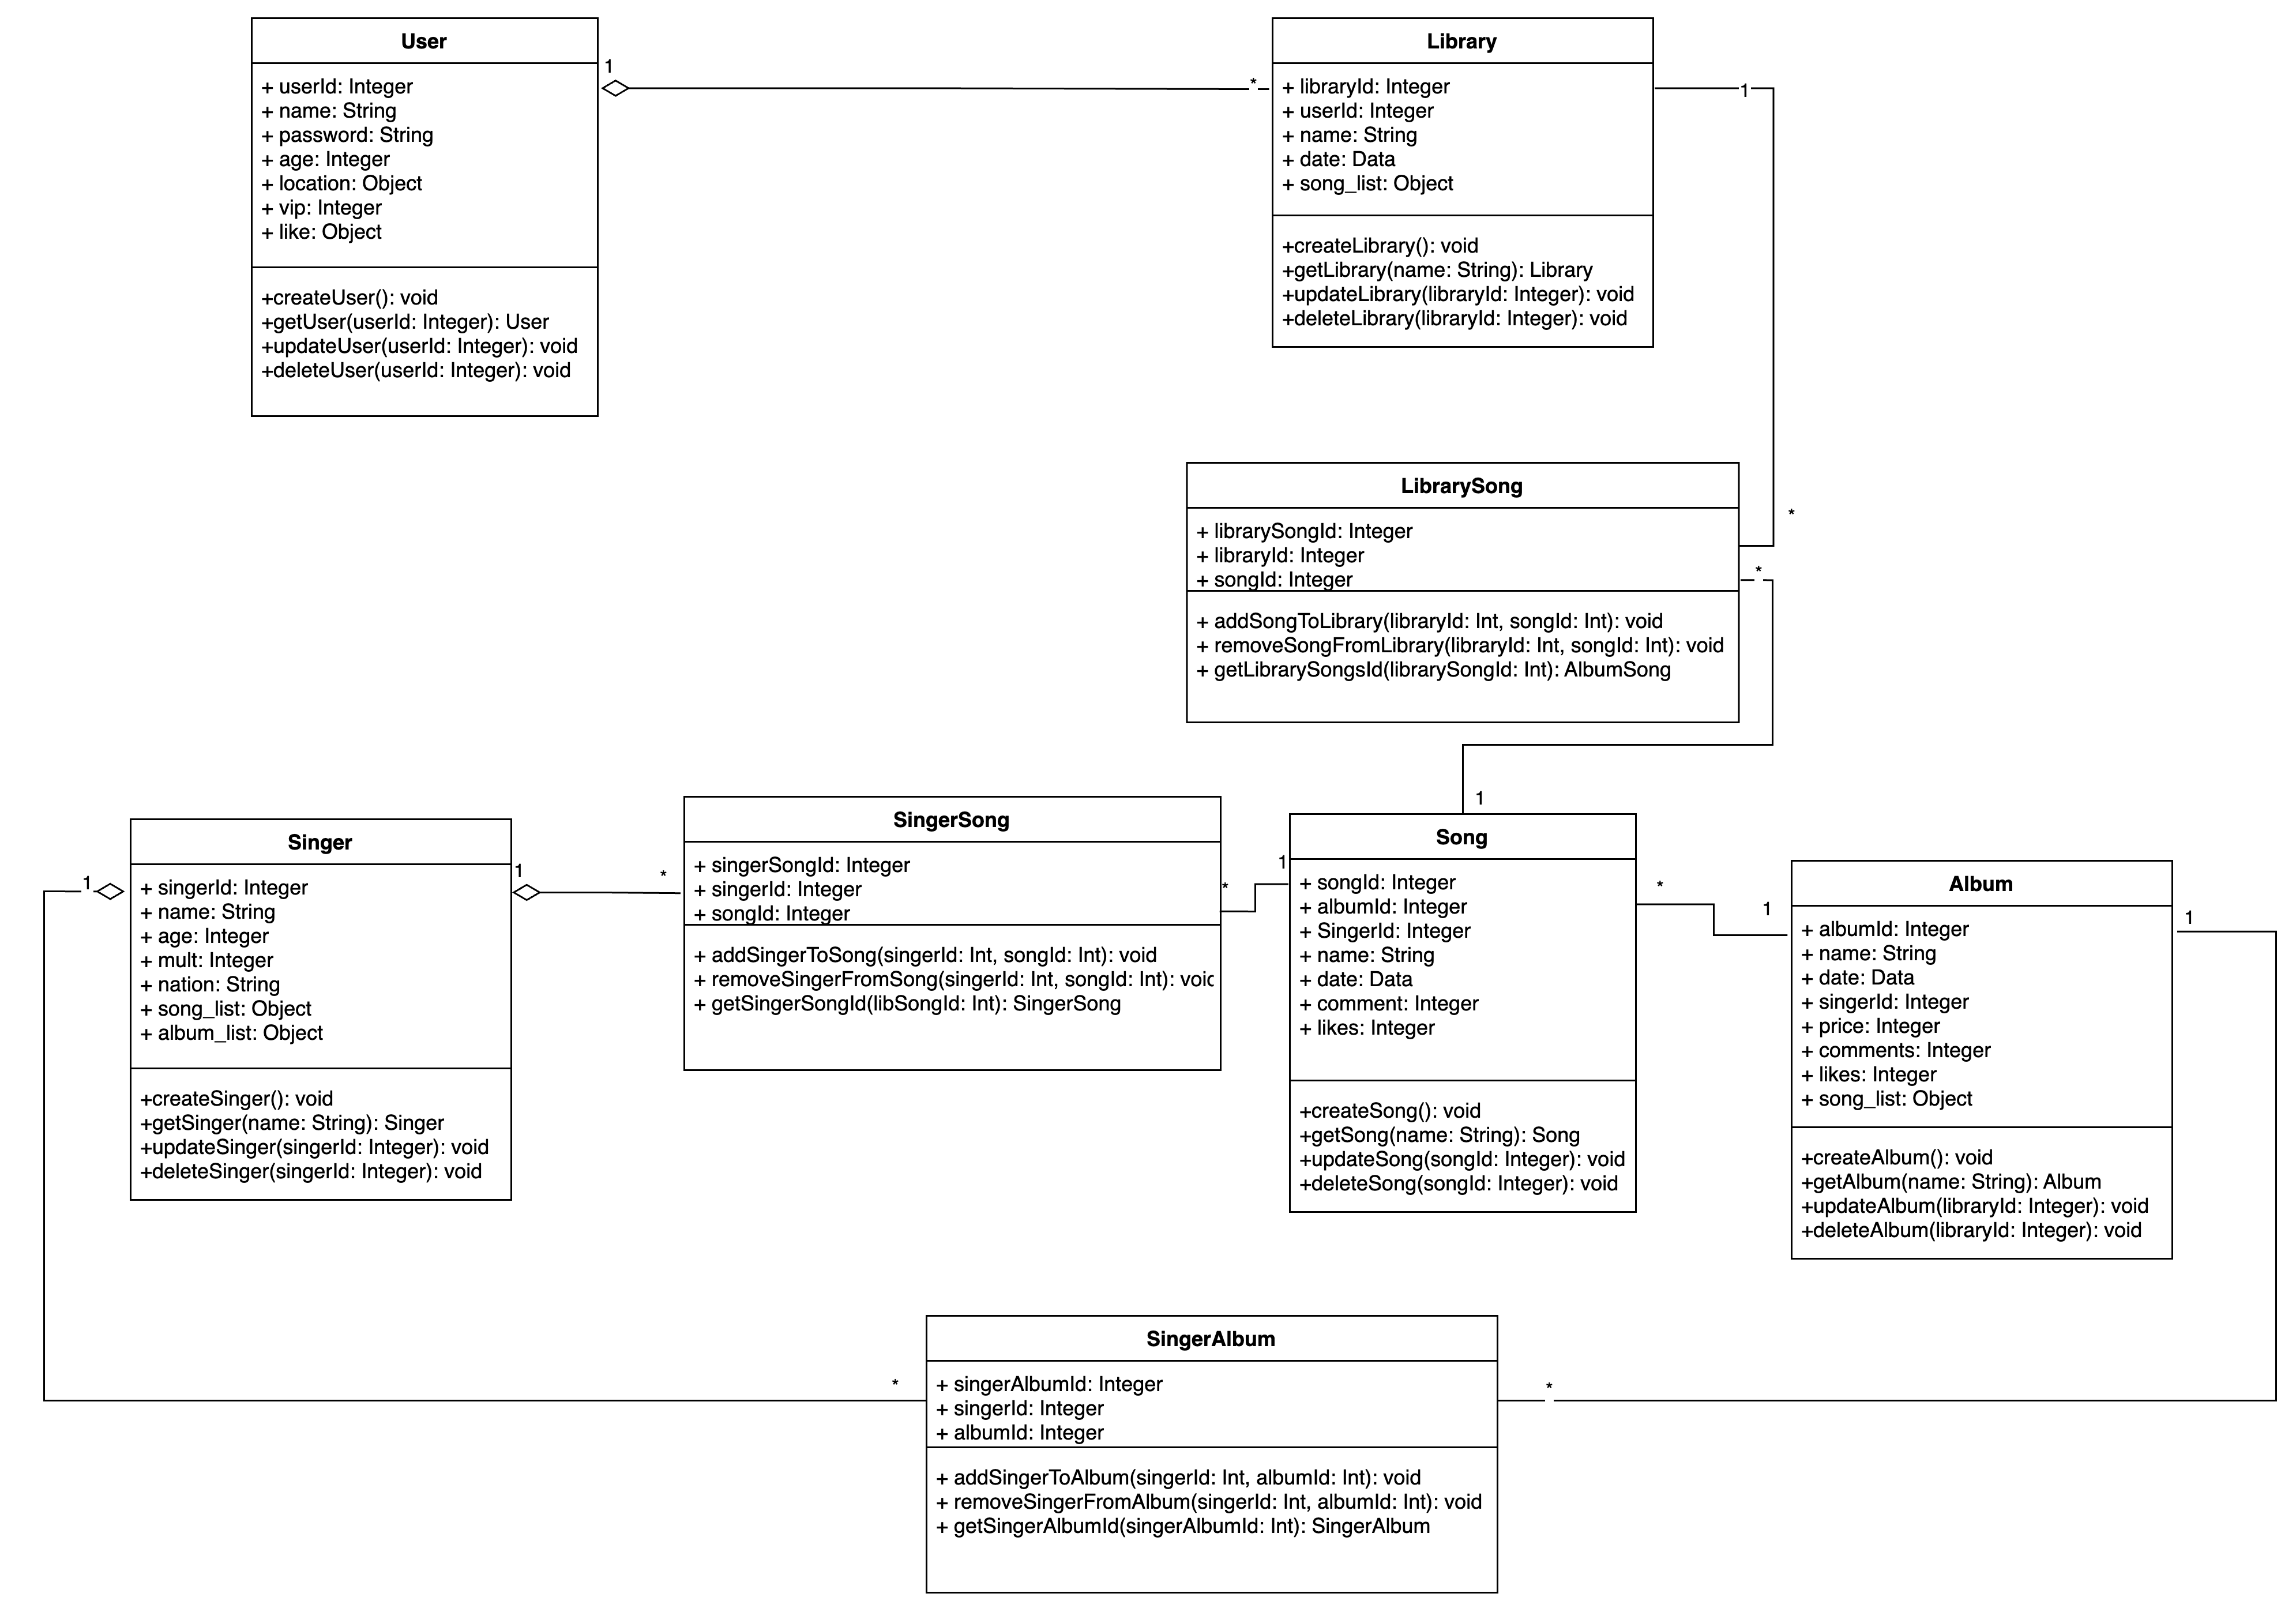 User
+ userId: Integer
+ name: String
+ password: String
+ age: Integer
+ location: Object
+ vip: Integer
+ like: Object
+createUser(): void
+getUser(userId: Integer): User
+updateUser(userId: Integer): void
+deleteUser(userId: Integer): void
1
*
Library
+ libraryId: Integer
+ userId: Integer
+ name: String
+ date: Data
+ song_list: Object
+createLibrary(): void
+getLibrary(name: String): Library
+updateLibrary(libraryId: Integer): void
+deleteLibrary(libraryId: Integer): void
1
*
LibrarySong
+ librarySongId: Integer
+ libraryId: Integer
+ songId: Integer
+ addSongToLibrary(libraryId: Int, songId: Int): void
+ removeSongFromLibrary(libraryId: Int, songId: Int): void
+ getLibrarySongsId(librarySongId: Int): AlbumSong
*
1
1
Singer
+ singerId: Integer
+ name: String
+ age: Integer
+ mult: Integer
+ nation: String
+ song_list: Object
+ album_list: Object
+createSinger(): void
+getSinger(name: String): Singer
+updateSinger(singerId: Integer): void
+deleteSinger(singerId: Integer): void
1
*
SingerSong
+ singerSongId: Integer
+ singerId: Integer
+ songId: Integer
+ addSingerToSong(singerId: Int, songId: Int): void
+ removeSingerFromSong(singerId: Int, songId: Int): voic
+ getSingerSongId(libSongId: Int): SingerSong
*
1
Song
+ songId: Integer
+ albumId: Integer
+ SingerId: Integer
+ name: String
+ date: Data
+ comment: Integer
+ likes: Integer
+createSong(): void
+getSong(name: String): Song
+updateSong(songId: Integer): void
+deleteSong(songId: Integer): void
*
1
Album
+ albumId: Integer
+ name: String
+ date: Data
+ singerId: Integer
+ price: Integer
+ comments: Integer
+ likes: Integer
+ song_list: Object
+createAlbum(): void
+getAlbum(name: String): Album
+updateAlbum(libraryId: Integer): void
+deleteAlbum(libraryId: Integer): void
1
*
SingerAlbum
+ singerAlbumId: Integer
+ singerId: Integer
+ albumId: Integer
+ addSingerToAlbum(singerId: Int, albumId: Int): void
+ removeSingerFromAlbum(singerId: Int, albumId: Int): void
+ getSingerAlbumId(singerAlbumId: Int): SingerAlbum
*